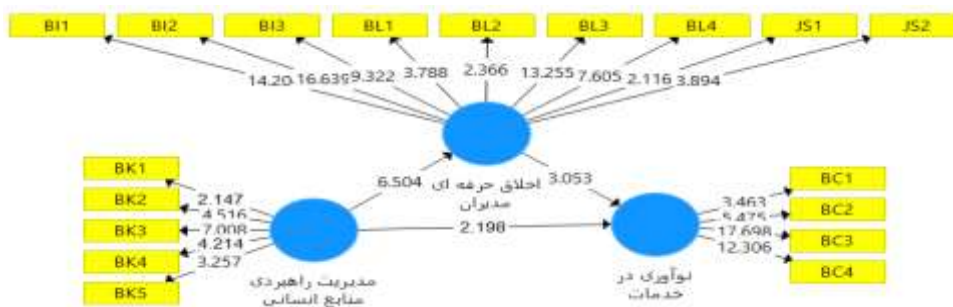 BI1 BI2 BI3 BL1 BL2 BL3 BL4 JS1 JS2
14.20 16.639 9.322 3.788 2.366 13.255 7.605 2.116 3.894
اخلاق حرفه ای
مدیران
6.504
3.053
BK1
BK2
BK3
BK4
BK5
2.147
4.516
7.008
4.214
3.257
2.198
مدیریت راهبردی
منابع انسانی
نوآوری در
خدمات
3.463
5.475
17.698
12.306
BC1
BC2
BC3
BC4